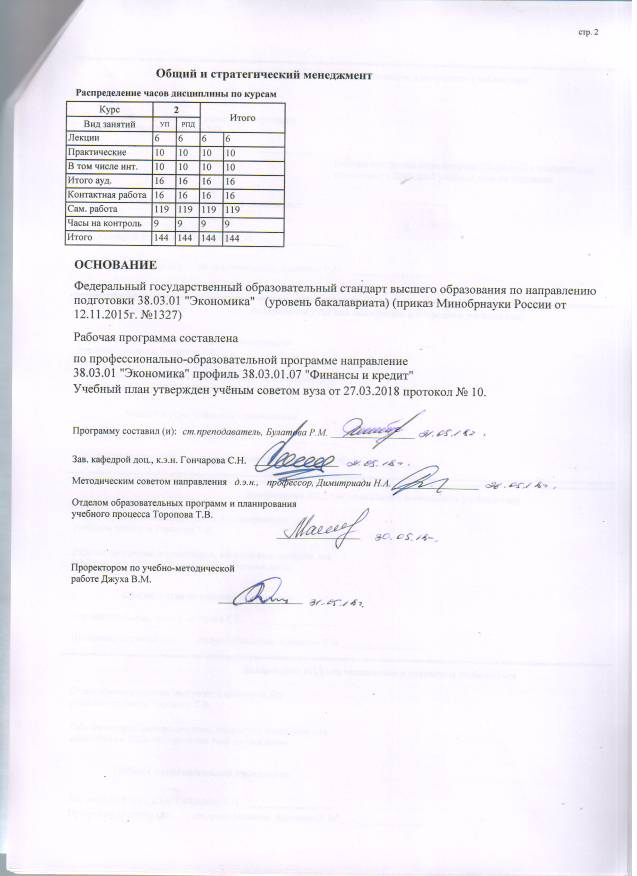 стр. 2
Общий и стратегический менеджмент
Распределение часов дисциплины по курсам
Курс 2 Итого
Вид занятий УП РПД
Лекции 6 6 6 6
Практические 10 10 10 10
В том числе инт. 10 10 10 10
Итого ауд. 16 16 16 16
Контактная работа 16 16 16 16
Сам. работа 119 119 119 119
Часы на контроль 9 9 9 9
Итого 144 144 144 144
ОСНОВАНИЕ
Федеральный государственный образовательный стандарт высшего образования по направлению
подготовки 38.03.01 "Экономика" (уровень бакалавриата) (приказ Минобрнауки России от
12.11.2015г. №1327)
Рабочая программа составлена
по профессионально-образовательной программе направление
38.03.01 "Экономика" профиль 38.03.01.07 "Финансы и кредит"
Учебный план утвержден учёным советом вуза от 27.03.2018 протокол № 10.
Программу составил (и): ст.преподаватель, Булатова Р.М.
Зав. кафедрой доц., к.э.н. Гончарова С.Н.
Методическим советом направления д.э.н., профессор, Димитриади Н.А.
Отделом образовательных программ и планирования
учебного процесса Торопова Т.В.
30.05.18г.
Проректором по учебно-методической
работе Джуха В.М.
31.05.18г.